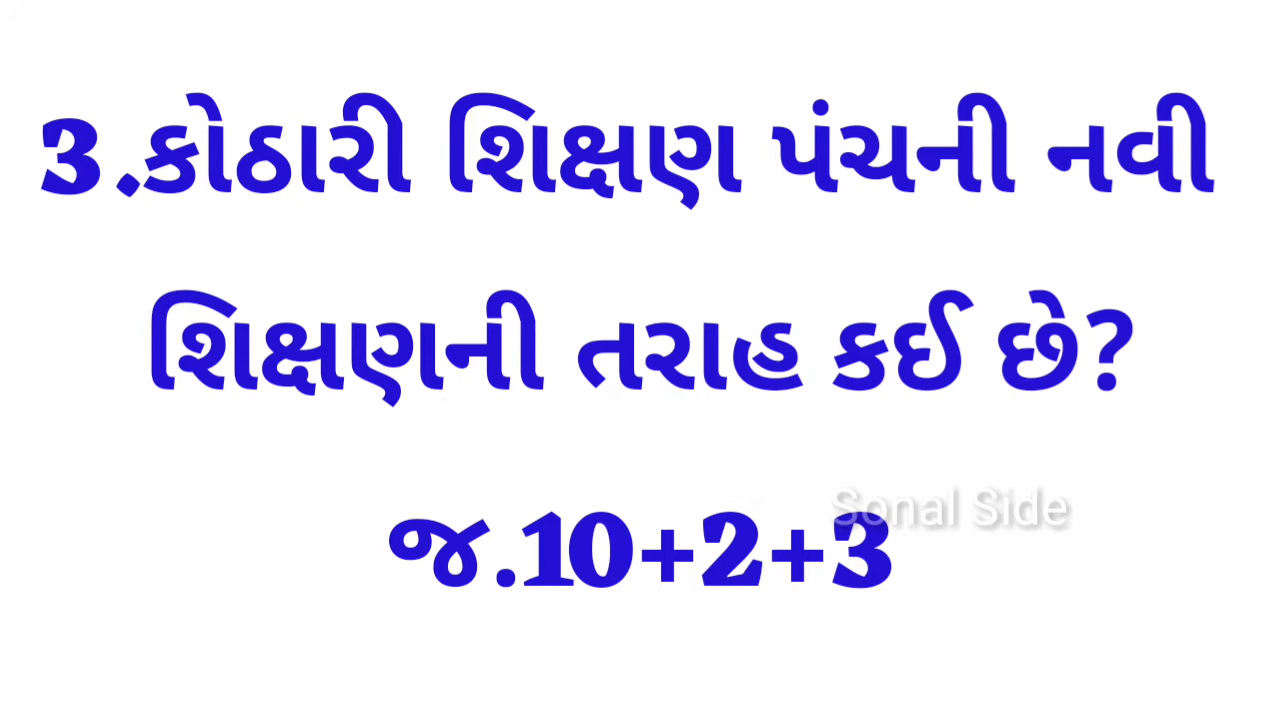 3.કોઠારી શિક્ષણ પંચની નવી
શિક્ષણની તરાહ કઈ છે?
Sonal Side
જ.10+2+3